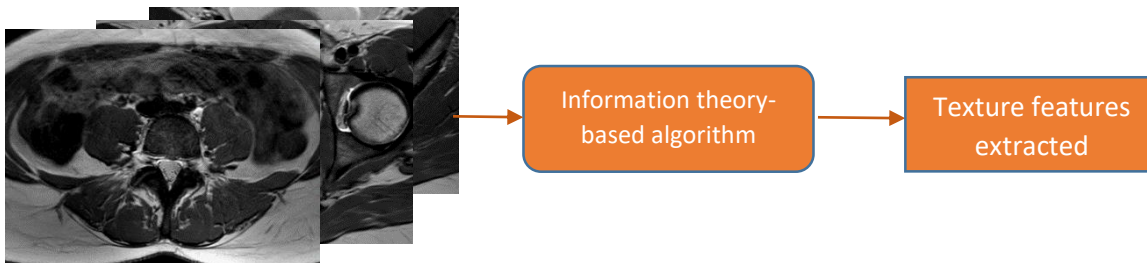 Information theory-
based algorithm
Texture features
extracted